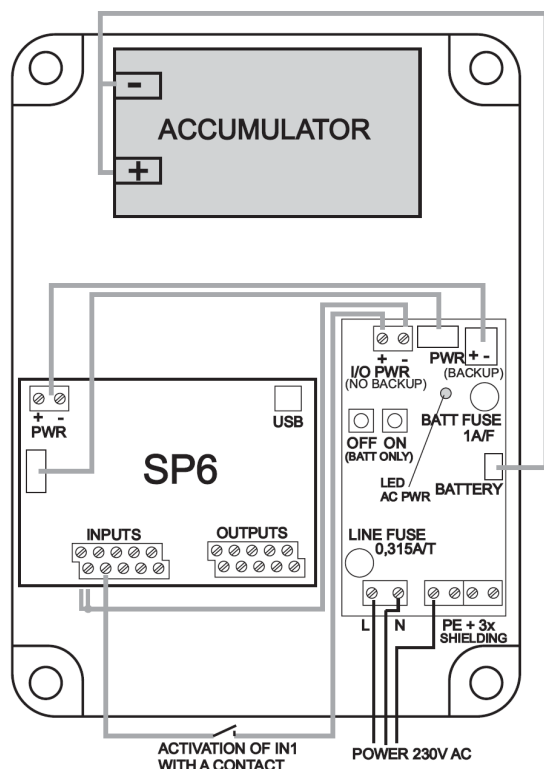 -
ACCUMULATOR
+
+ -
I/O PWR
(NO BACKUP)
PWR
+ -
(BACKUP)
+ -
PWR
USB
BATT FUSE
1A/F
OFF ON
(BATT ONLY)
LED
AC PWR
BATTERY
SP6
INPUTS
OUTPUTS
LINE FUSE
0,315A/T
L N
PE + 3x
SHIELDING
ACTIVATION OF IN1
WITH A CONTACT
POWER 230V AC